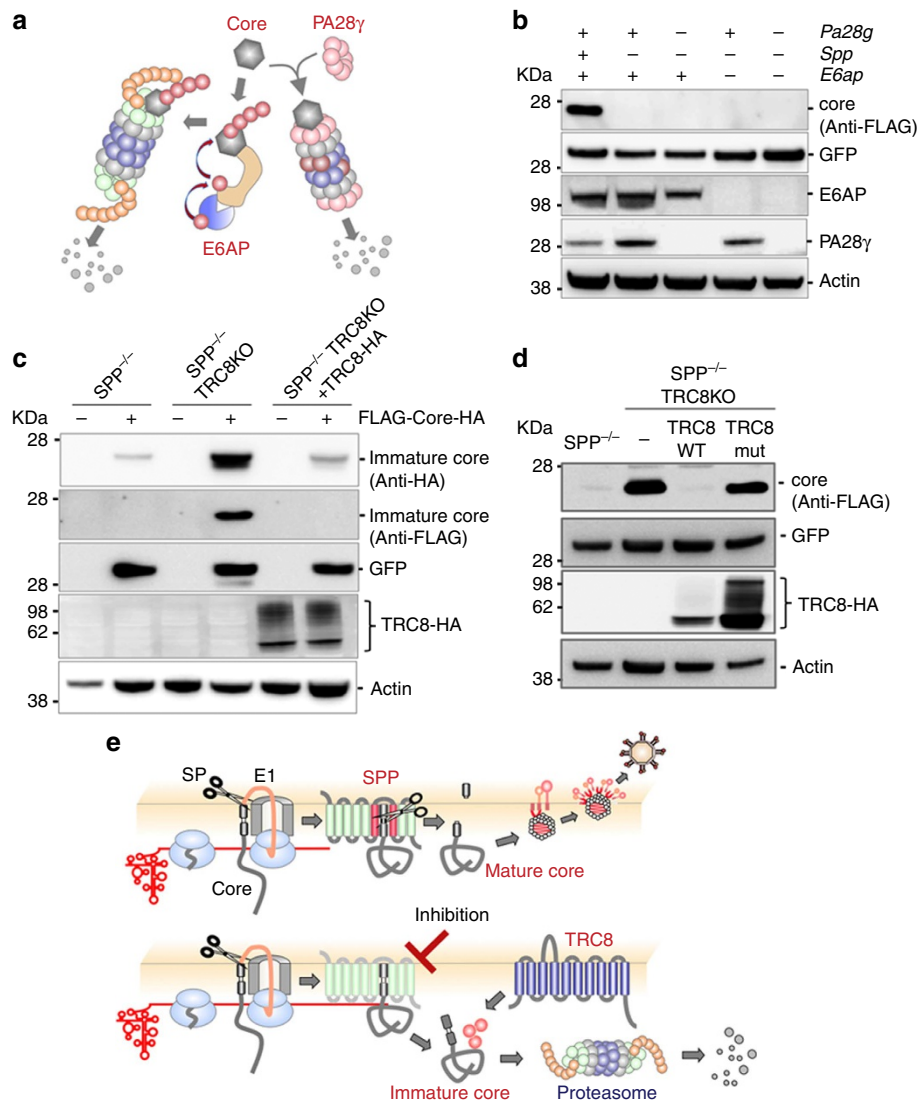 a
Core
PA28γ
E6AP
b
+ + − + − Pa28g
+ − − − − Spp
KDa + + + − − E6ap
28 core
(Anti-FLAG)
GFP
28
E6AP
98
28 PA28γ
Actin
38
c
SPP−/−
SPP−/−
TRC8KO
SPP−/− TRC8KO
+TRC8-HA
KDa − + − + − + FLAG-Core-HA
28
Immature core
(Anti-HA)
28
Immature core
(Anti-FLAG)
GFP
28
98
62
TRC8-HA
Actin
38
d
SPP−/−
TRC8KO
KDa
SPP−/− − TRC8 WT TRC8 mut
28
core
(Anti-FLAG)
GFP
28
98
62
TRC8-HA
Actin
38
e
SP E1 SPP
Core
Mature core
Inhibition
TRC8
Immature core
Proteasome